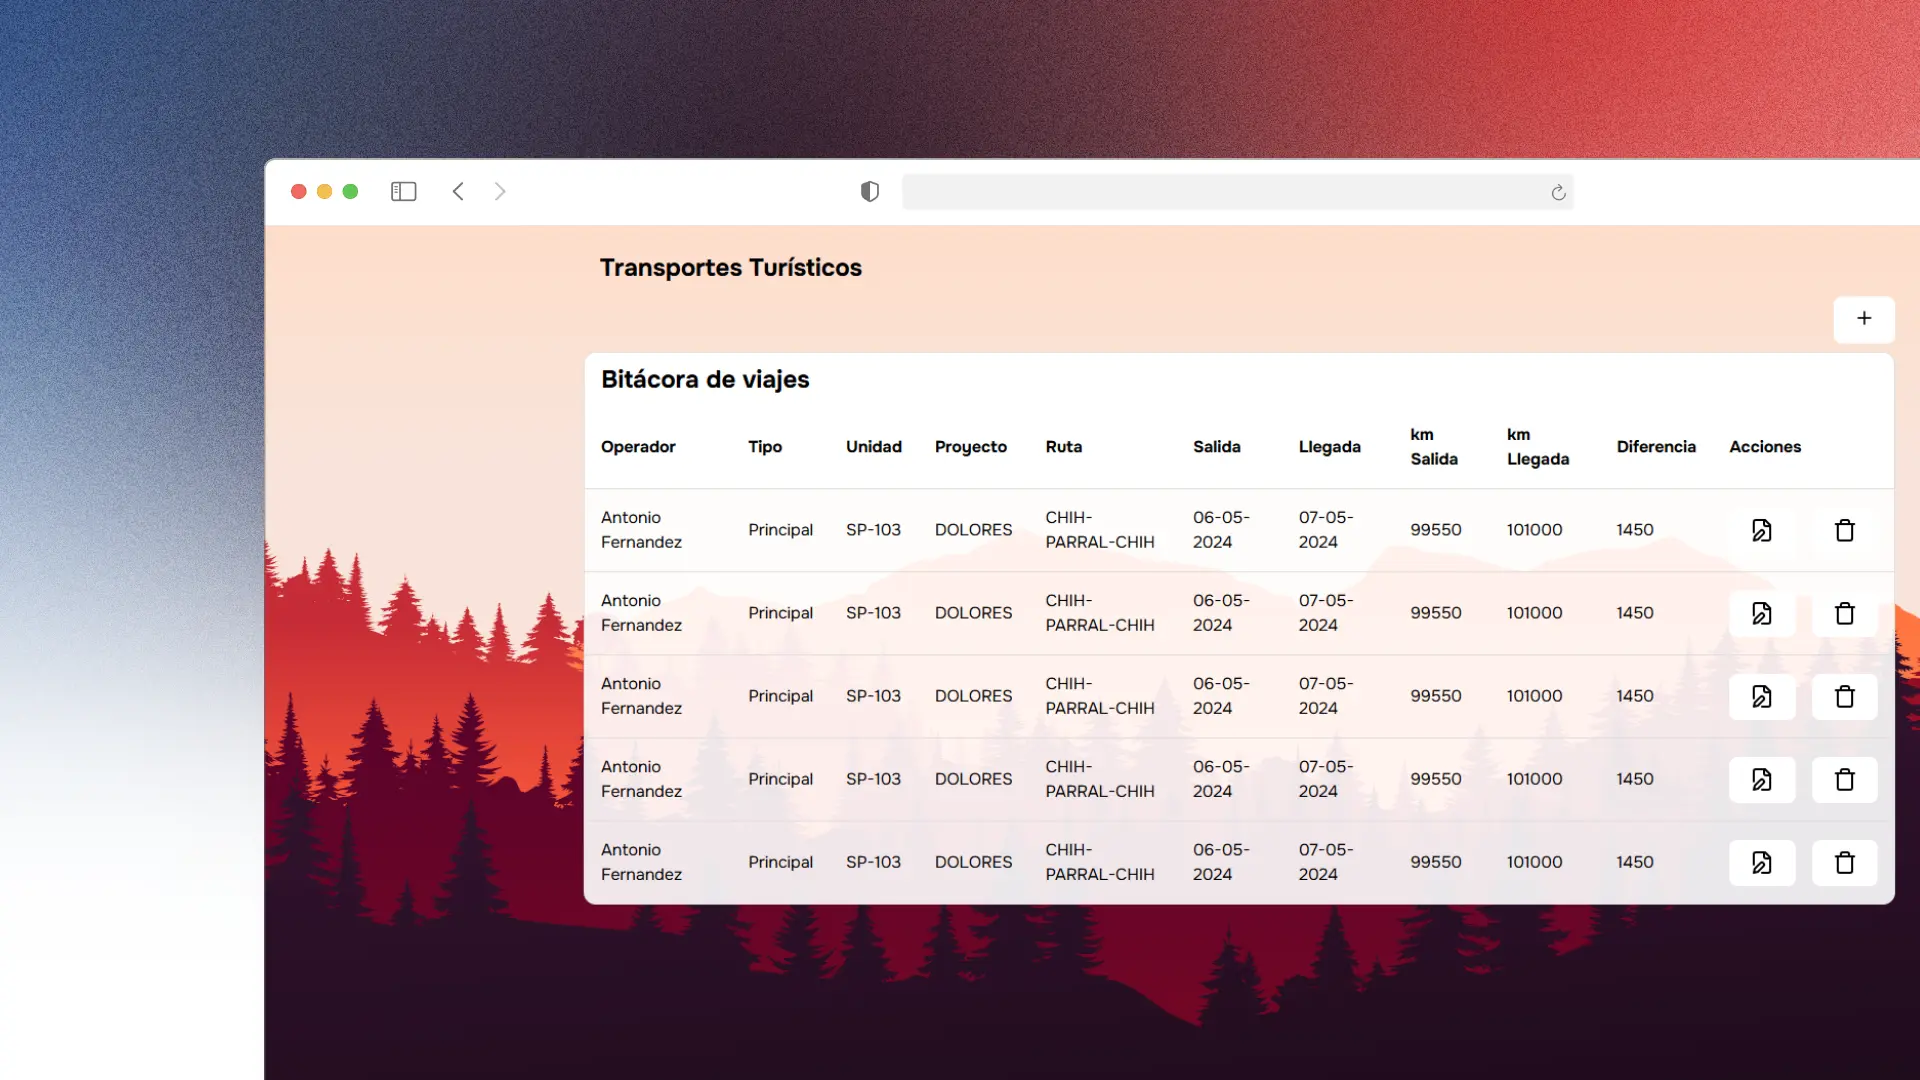 Transportes Turísticos
+
Bitácora de viajes
Operador Tipo Unidad Proyecto Ruta Salida Llegada km Salida km Llegada Diferencia Acciones
Antonio Fernandez Principal SP-103 DOLORES CHIH-PARRAL-CHIH 06-05-2024 07-05-2024 99550 101000 1450
Antonio Fernandez Principal SP-103 DOLORES CHIH-PARRAL-CHIH 06-05-2024 07-05-2024 99550 101000 1450
Antonio Fernandez Principal SP-103 DOLORES CHIH-PARRAL-CHIH 06-05-2024 07-05-2024 99550 101000 1450
Antonio Fernandez Principal SP-103 DOLORES CHIH-PARRAL-CHIH 06-05-2024 07-05-2024 99550 101000 1450
Antonio Fernandez Principal SP-103 DOLORES CHIH-PARRAL-CHIH 06-05-2024 07-05-2024 99550 101000 1450